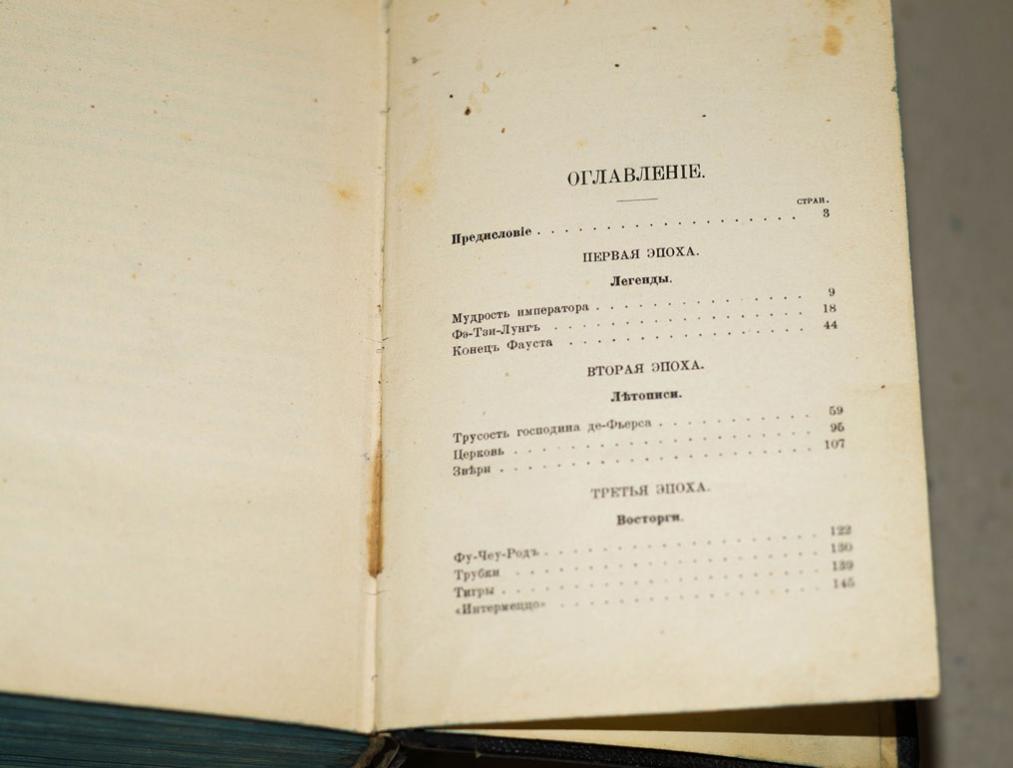 ОГЛАВЛЕНІЕ.
СТРАН.
Предисловіе . . . . . . . . . . . . . . . . . . . 3
ПЕРВАЯ ЭПОХА.
Легенды.
Мудрость императора . . . . . . . . . . . . . 9
Фэ-Тзи-Лунгъ . . . . . . . . . . . . . . . . 18
Конецъ Фауста . . . . . . . . . . . . . . . 44
ВТОРАЯ ЭПОХА.
Лѣтописи.
Трусость господина де-Фьерса . . . . . . . . . . 59
Церковь . . . . . . . . . . . . . . . . . . . 95
Звѣри . . . . . . . . . . . . . . . . . . . . 107
ТРЕТЬЯ ЭПОХА.
Восторги.
Фу-Чеу-Родъ . . . . . . . . . . . . . . . . . 122
Трубки . . . . . . . . . . . . . . . . . . . 130
Тигры . . . . . . . . . . . . . . . . . . . . 139
«Интермеццо» . . . . . . . . . . . . . . . . . 145